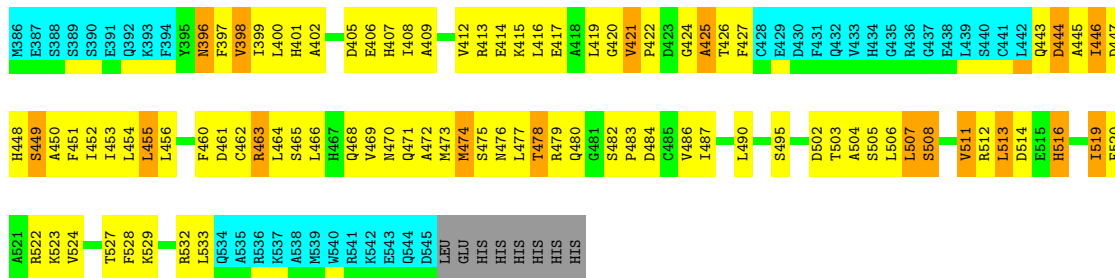 M386 E387 S388 S389 S390 E391 Q392 K393 F394 Y395 N396 F397 V398 I399 L400 H401 A402 D405 E406 H407 I408 A409 V412 R413 E414 K415 L416 E417 A418 L419 G420 V421 P422 D423 G424 A425 T426 F427 C428 E429 D430 F431 Q432 V433 H434 G435 R436 G437 E438 L439 S440 C441 L442 Q443 D444 A445 I446 D447
H448 S449 A450 F451 I452 I453 L454 L455 L456 F460 D461 C462 R463 L464 S465 L466 H467 Q468 V469 N470 Q471 A472 M473 M474 S475 N476 L477 T478 R479 Q480 G481 S482 P483 D484 C485 V486 I487 L490 S495 D502 T503 A504 S505 L506 L507 S508 V511 R512 L513 D514 E515 H516 I519
A521 R522 K523 V524 T527 F528 K529 R532 L533 Q534 A535 R536 K537 A538 M539 W540 R541 K542 E543 Q544 D545 LEU GLU HIS HIS HIS HIS HIS HIS